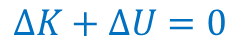 ΔK + ΔU = 0